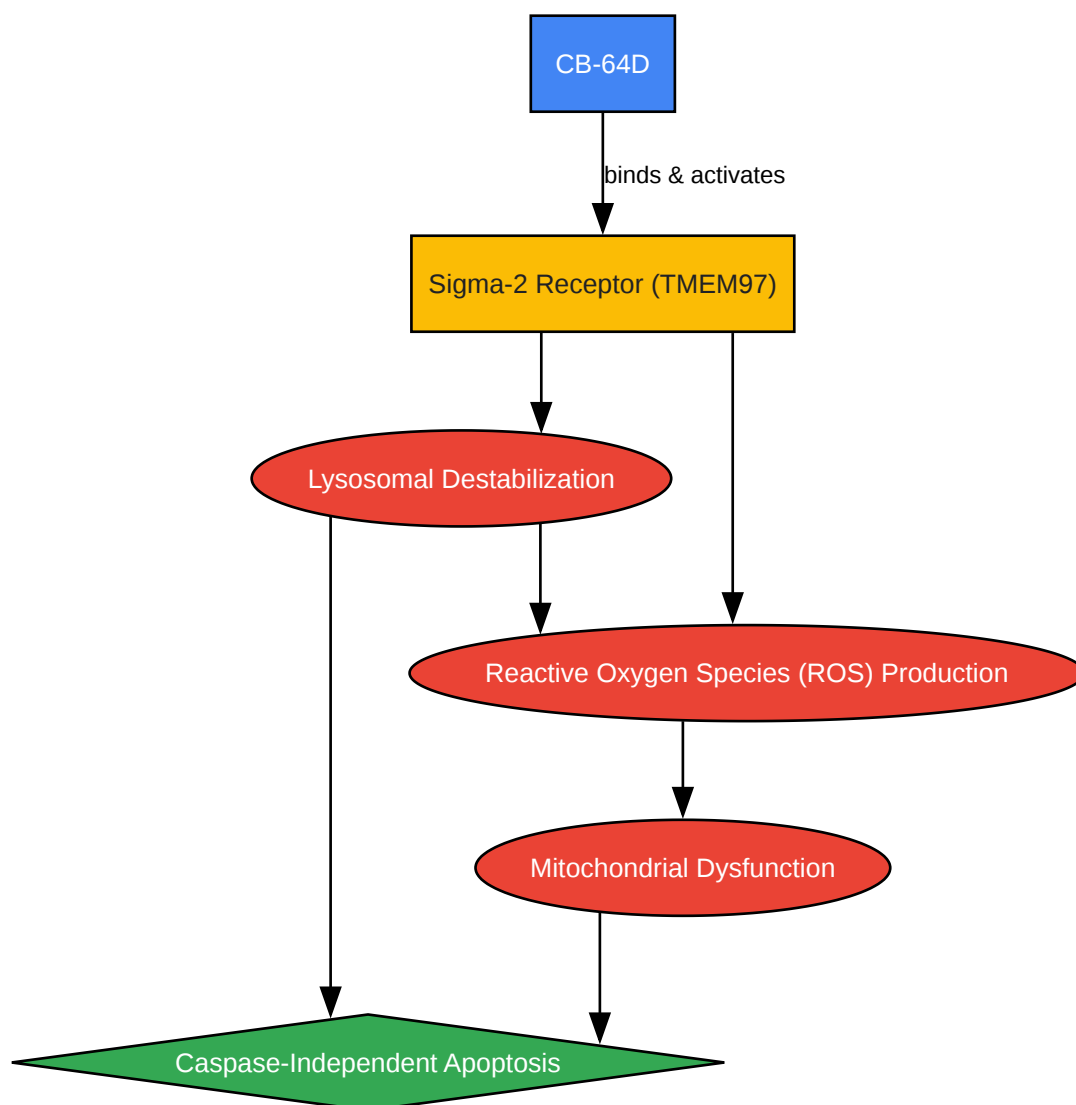 CB-64D
binds & activates
Sigma-2 Receptor (TMEM97)
Lysosomal Destabilization
Reactive Oxygen Species (ROS) Production
Mitochondrial Dysfunction
Caspase-Independent Apoptosis